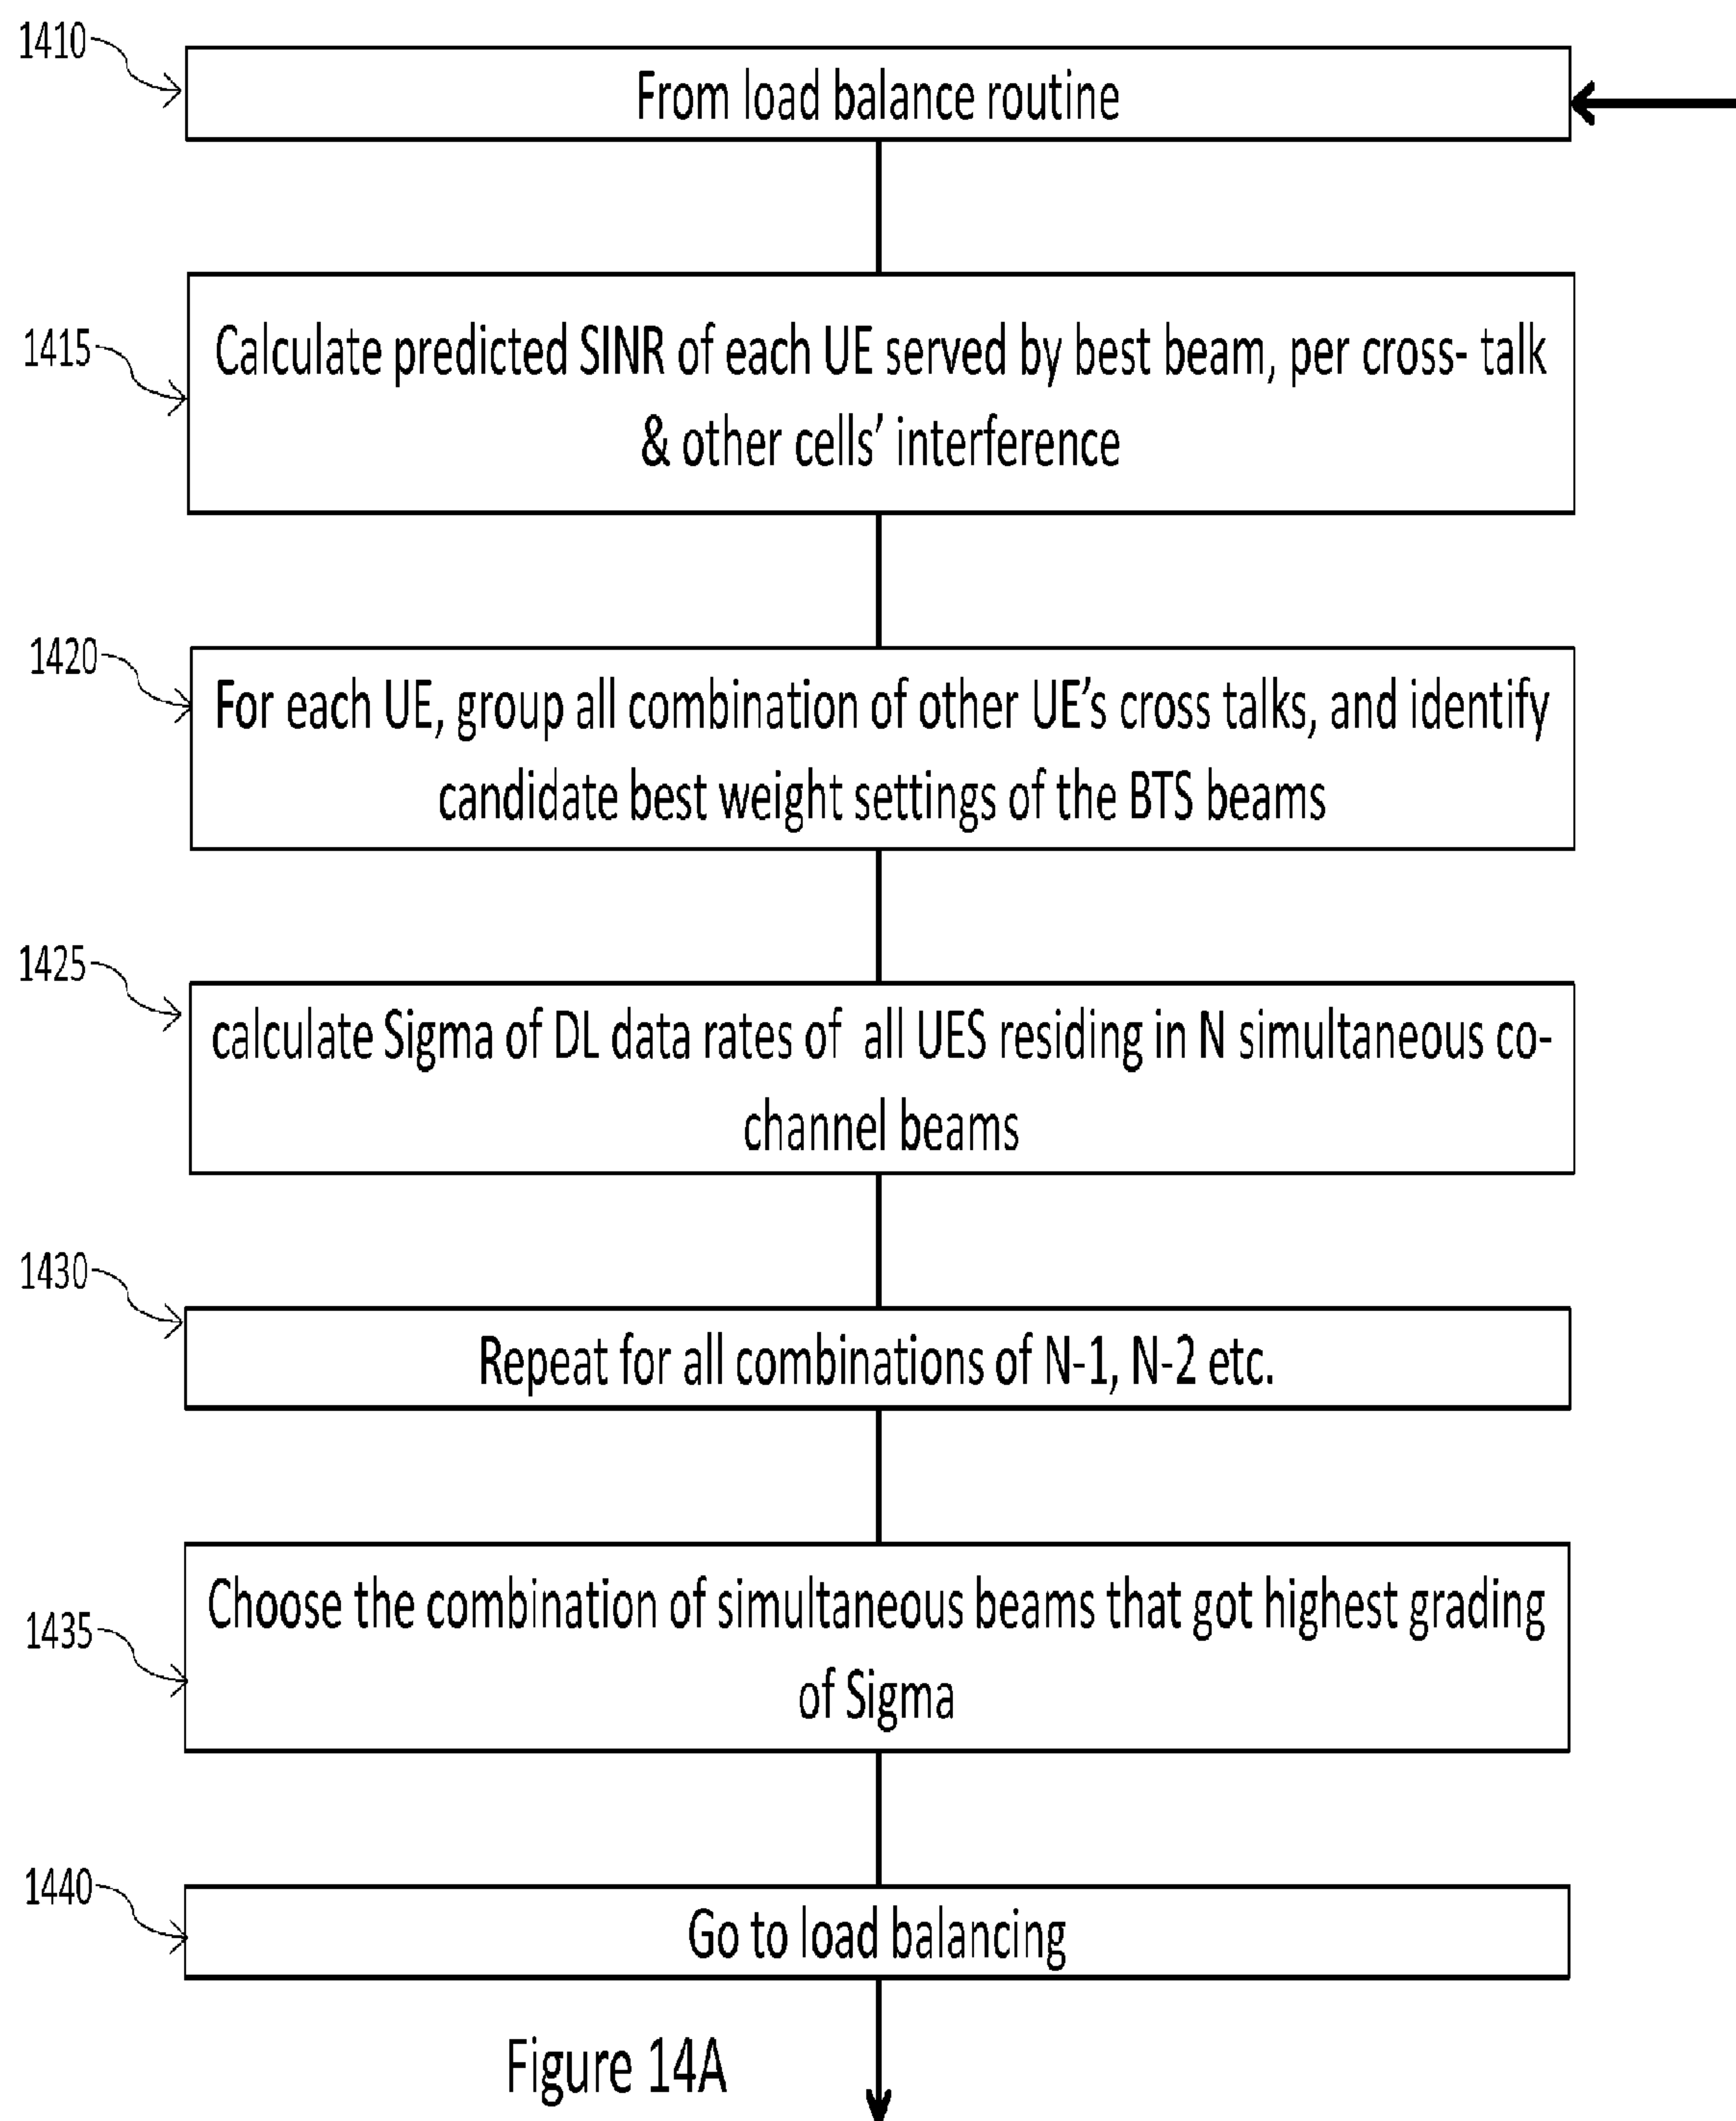 1410
From load balance routine
1415
Calculate predicted SINR of each UE served by best beam, per cross- talk
& other cells' interference
1420
For each UE, group all combination of other UE's cross talks, and identify
candidate best weight settings of the BTS beams
1425
calculate Sigma of DL data rates of all UES residing in N simultaneous co-
channel beams
1430
Repeat for all combinations of N-1, N-2 etc.
1435
Choose the combination of simultaneous beams that got highest grading
of Sigma
1440
Go to load balancing
Figure 14A